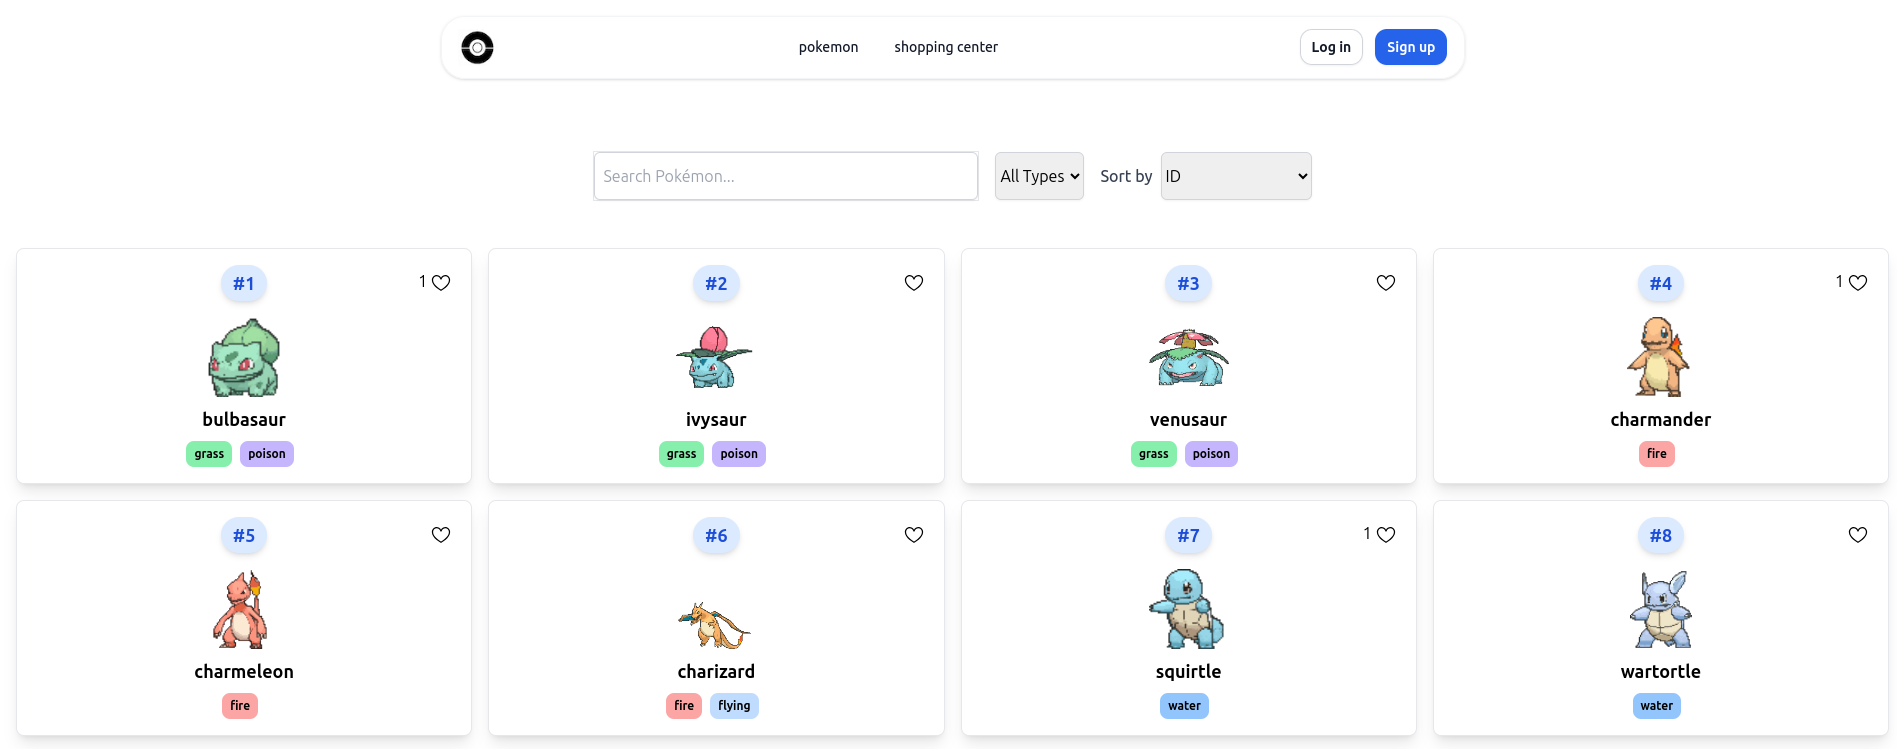 pokemon shopping center Log in Sign up
Search Pokémon... All Types Sort by ID
#1 1
bulbasaur
grass poison
#2
ivysaur
grass poison
#3
venusaur
grass poison
#4 1
charmander
fire
#5
charmeleon
fire
#6
charizard
fire flying
#7 1
squirtle
water
#8
wartortle
water